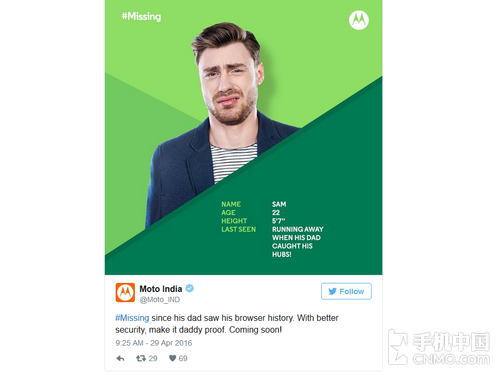 #Missing
NAME SAM
AGE 22
HEIGHT 5'7"
LAST SEEN RUNNING AWAY
WHEN HIS DAD
CAUGHT HIS
HUBS!
Moto India
@Moto_IND
Follow
#Missing since his dad saw his browser history. With better
security, make it daddy proof. Coming soon!
9:25 AM - 29 Apr 2016
29 69
手机中国
CNMO.com